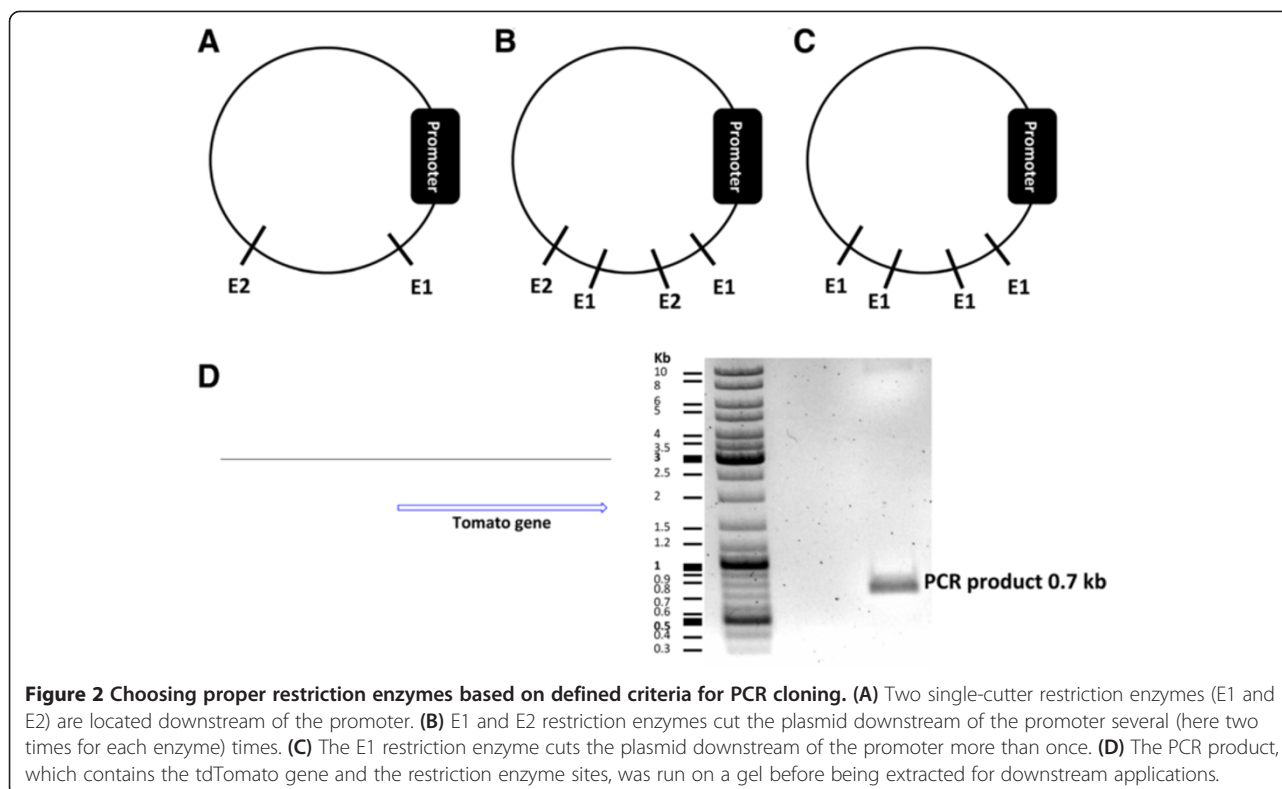 A
B
C
Promoter
Promoter
Promoter
E2
E1
E2
E1
E2
E1
E1
E1
E1
E1
D
Tomato gene
Kb
10
8
6
5
4
3.5
3
2.5
2
1.5
1.2
1
0.9
0.8
0.7
0.6
0.5
0.4
0.3
PCR product 0.7 kb
Figure 2 Choosing proper restriction enzymes based on defined criteria for PCR cloning. (A) Two single-cutter restriction enzymes (E1 and
E2) are located downstream of the promoter. (B) E1 and E2 restriction enzymes cut the plasmid downstream of the promoter several (here two
times for each enzyme) times. (C) The E1 restriction enzyme cuts the plasmid downstream of the promoter more than once. (D) The PCR product,
which contains the tdTomato gene and the restriction enzyme sites, was run on a gel before being extracted for downstream applications.